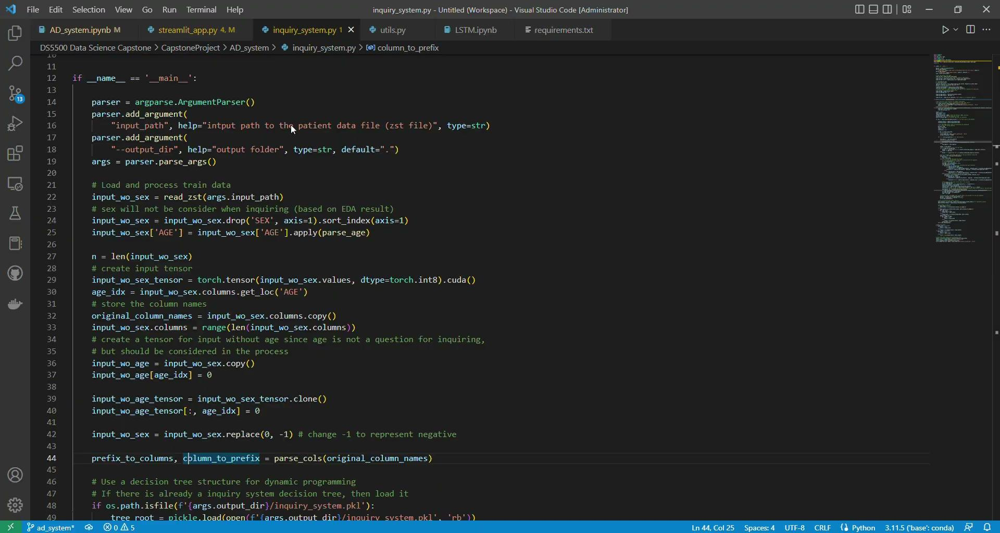 File Edit Selection View Go Run Terminal Help
inquiry_system.py - Untitled (Workspace) - Visual Studio Code [Administrator]
AD_system.ipynb M
streamlit_app.py 4, M
inquiry_system.py 1
utils.py
LSTM.ipynb
requirements.txt
DS5500 Data Science Capstone > CapstoneProject > AD_system > inquiry_system.py > column_to_prefix
10
11
12 if __name__ == '__main__':
13
14 parser = argparse.ArgumentParser()
15 parser.add_argument(
16 "input_path", help="intput path to the patient data file (zst file)", type=str)
17 parser.add_argument(
18 "--output_dir", help="output folder", type=str, default=".")
19 args = parser.parse_args()
20
21 # Load and process train data
22 input_wo_sex = read_zst(args.input_path)
23 # sex will not be consider when inquiring (based on EDA result)
24 input_wo_sex = input_wo_sex.drop('SEX', axis=1).sort_index(axis=1)
25 input_wo_sex['AGE'] = input_wo_sex['AGE'].apply(parse_age)
26
27 n = len(input_wo_sex)
28 # create input tensor
29 input_wo_sex_tensor = torch.tensor(input_wo_sex.values, dtype=torch.int8).cuda()
30 age_idx = input_wo_sex.columns.get_loc('AGE')
31 # store the column names
32 original_column_names = input_wo_sex.columns.copy()
33 input_wo_sex.columns = range(len(input_wo_sex.columns))
34 # create a tensor for input without age since age is not a question for inquiring,
35 # but should be considered in the process
36 input_wo_age = input_wo_sex.copy()
37 input_wo_age[age_idx] = 0
38
39 input_wo_age_tensor = input_wo_sex_tensor.clone()
40 input_wo_age_tensor[:, age_idx] = 0
41
42 input_wo_sex = input_wo_sex.replace(0, -1) # change -1 to represent negative
43
44 prefix_to_columns, column_to_prefix = parse_cols(original_column_names)
45
46 # Use a decision tree structure for dynamic programming
47 # If there is already a inquiry system decision tree, then load it
48 if os.path.isfile(f'{args.output_dir}/inquiry_system.pkl'):
49 tree_root = pickle.load(open(f'{args.output_dir}/inquiry_system.pkl', 'rb'))
13
ad_system* 0 5
Ln 44, Col 25 Spaces: 4 UTF-8 CRLF Python 3.11.5 ('base': conda)